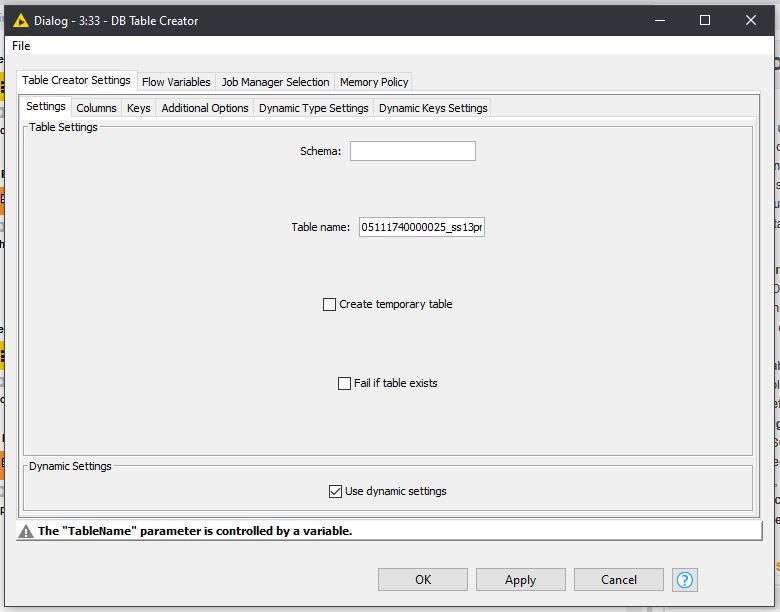 Dialog - 3:33 - DB Table Creator
File
Table Creator Settings Flow Variables Job Manager Selection Memory Policy
Settings Columns Keys Additional Options Dynamic Type Settings Dynamic Keys Settings
Table Settings
Schema:
Table name: 05111740000025_ss13pr
Create temporary table
Fail if table exists
Dynamic Settings
Use dynamic settings
The "TableName" parameter is controlled by a variable.
OK Apply Cancel ?